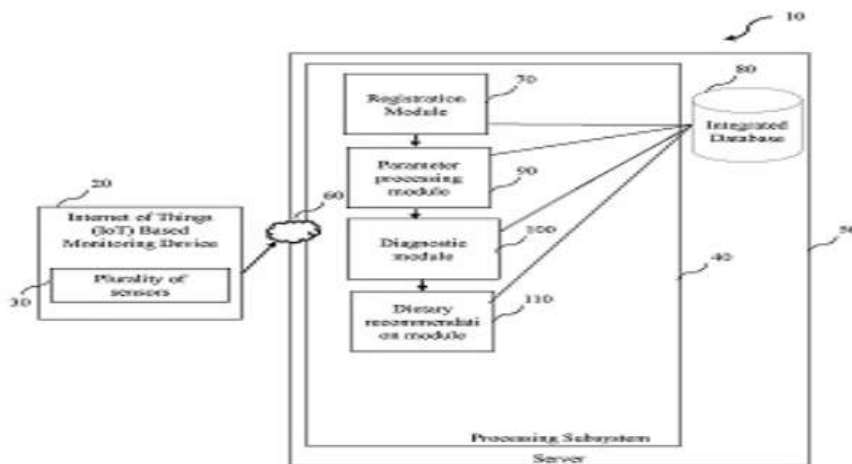 10
70
80
Registration
Module
Integrated
Database
Parameter
processing
module
90
60
20
Internet of Things
(IoT) Based
Monitoring Device
Plurality of
sensors
30
Diagnostic
module
100
40
50
Dietary
recommendati
on module
110
Processing Subsystem
Server